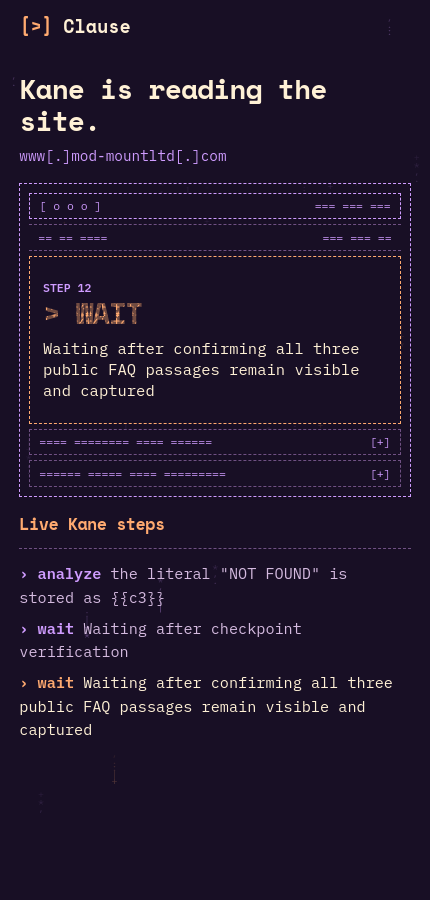 [>] Clause
Kane is reading the
site.
www[.]mod-mountltd[.]com
[ o o o ] === === ===
== == ==== === === ==
STEP 12
> WAIT
Waiting after confirming all three
public FAQ passages remain visible
and captured
==== ======== ==== ====== [+]
====== ===== ==== ========= [+]
Live Kane steps
› analyze the literal "NOT FOUND" is
stored as {{c3}}
› wait Waiting after checkpoint
verification
› wait Waiting after confirming all three
public FAQ passages remain visible and
captured